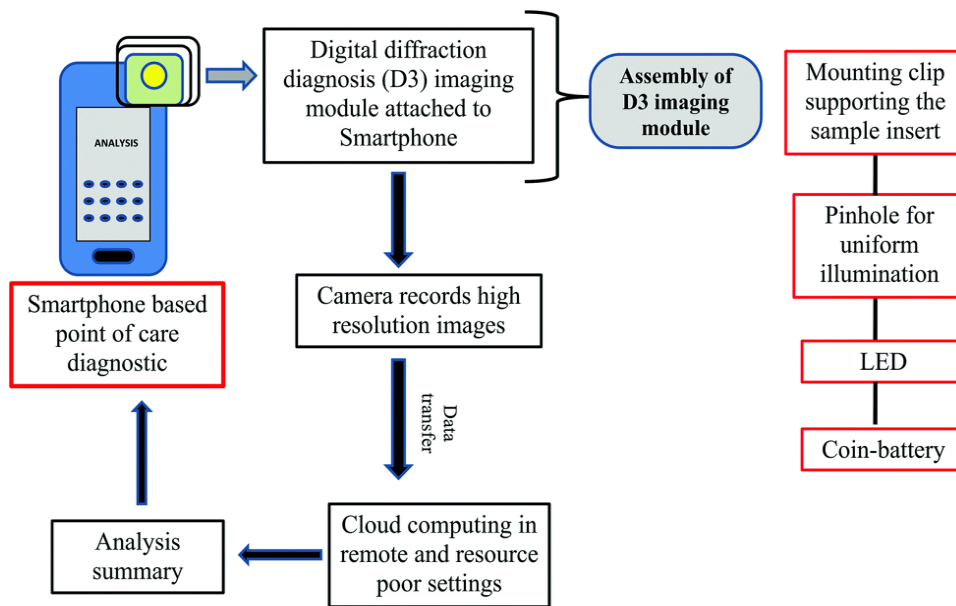 ANALYSIS
Digital diffraction
diagnosis (D3) imaging
module attached to
Smartphone
Assembly of
D3 imaging
module
Mounting clip
supporting the
sample insert
Pinhole for
uniform
illumination
LED
Coin-battery
Camera records high
resolution images
Data
transfer
Cloud computing in
remote and resource
poor settings
Analysis
summary
Smartphone based
point of care
diagnostic